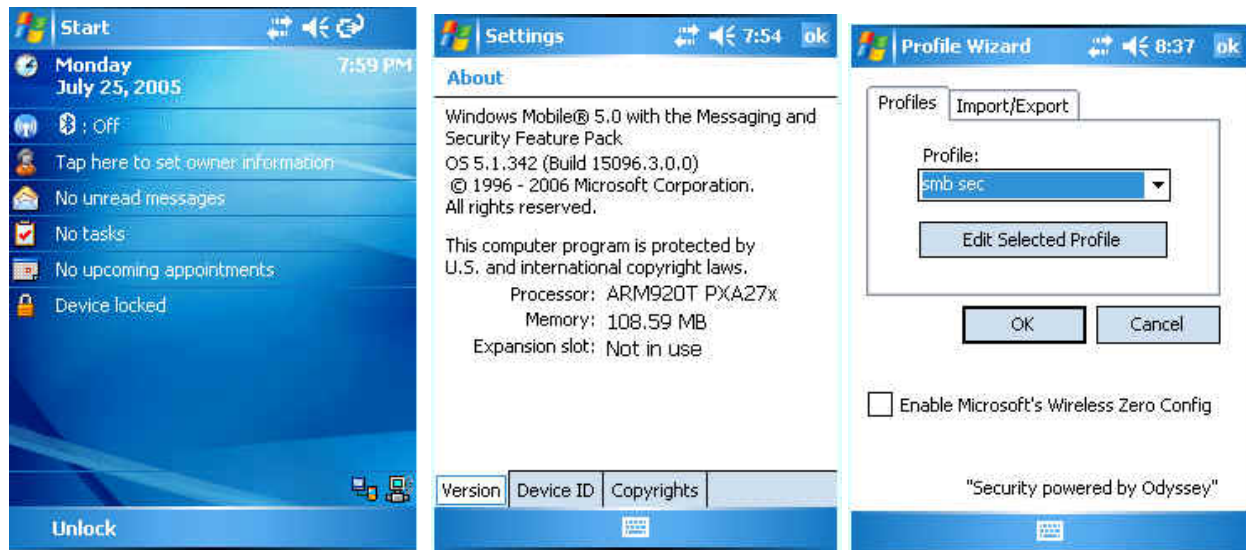 Start
Monday
7:59 PM
July 25, 2005
: Off
Tap here to set owner information
No unread messages
No tasks
No upcoming appointments
Device locked
Unlock
Settings
7:54
ok
About
Windows Mobile® 5.0 with the Messaging and
Security Feature Pack
OS 5.1.342 (Build 15096.3.0.0)
© 1996 - 2006 Microsoft Corporation.
All rights reserved.
This computer program is protected by
U.S. and international copyright laws.
Processor: ARM920T PXA27x
Memory: 108.59 MB
Expansion slot: Not in use
Version
Device ID
Copyrights
Profile Wizard
8:37
ok
Profiles
Import/Export
Profile:
smb sec
Edit Selected Profile
OK
Cancel
Enable Microsoft's Wireless Zero Config
"Security powered by Odyssey"